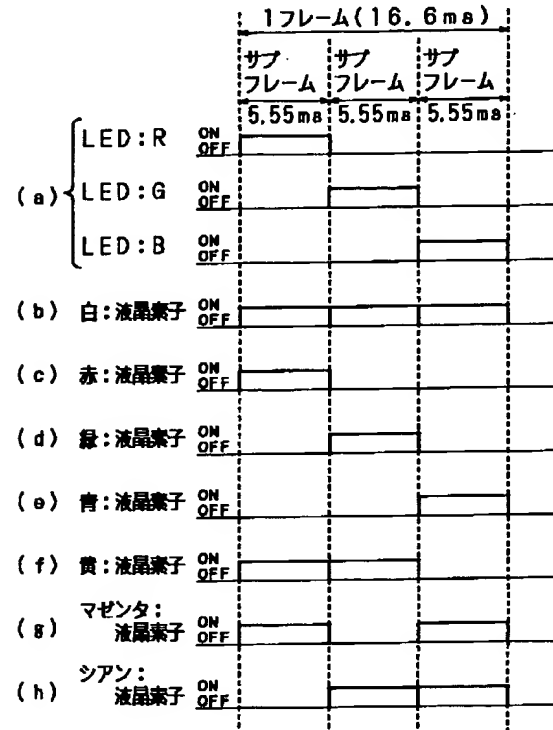 1フレーム(16.6ms)
サブ サブ サブ
フレーム フレーム フレーム
5.55ms 5.55ms 5.55ms
(a)
LED:R ON OFF
LED:G ON OFF
LED:B ON OFF
(b) 白:液晶素子 ON OFF
(c) 赤:液晶素子 ON OFF
(d) 緑:液晶素子 ON OFF
(e) 青:液晶素子 ON OFF
(f) 黄:液晶素子 ON OFF
(g) マゼンタ:
液晶素子 ON OFF
(h) シアン:
液晶素子 ON OFF